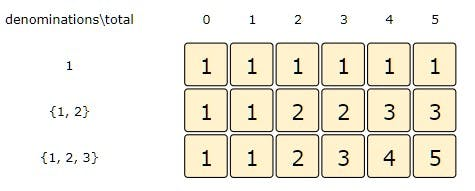 denominations\total 0 1 2 3 4 5
1 1 1 1 1 1 1
{1, 2} 1 1 2 2 3 3
{1, 2, 3} 1 1 2 3 4 5